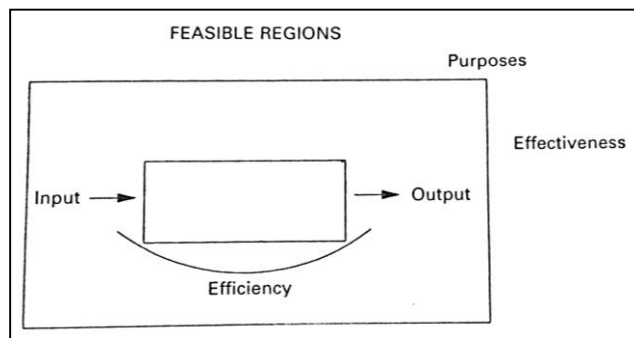 FEASIBLE REGIONS
Purposes
Effectiveness
Input
Output
Efficiency